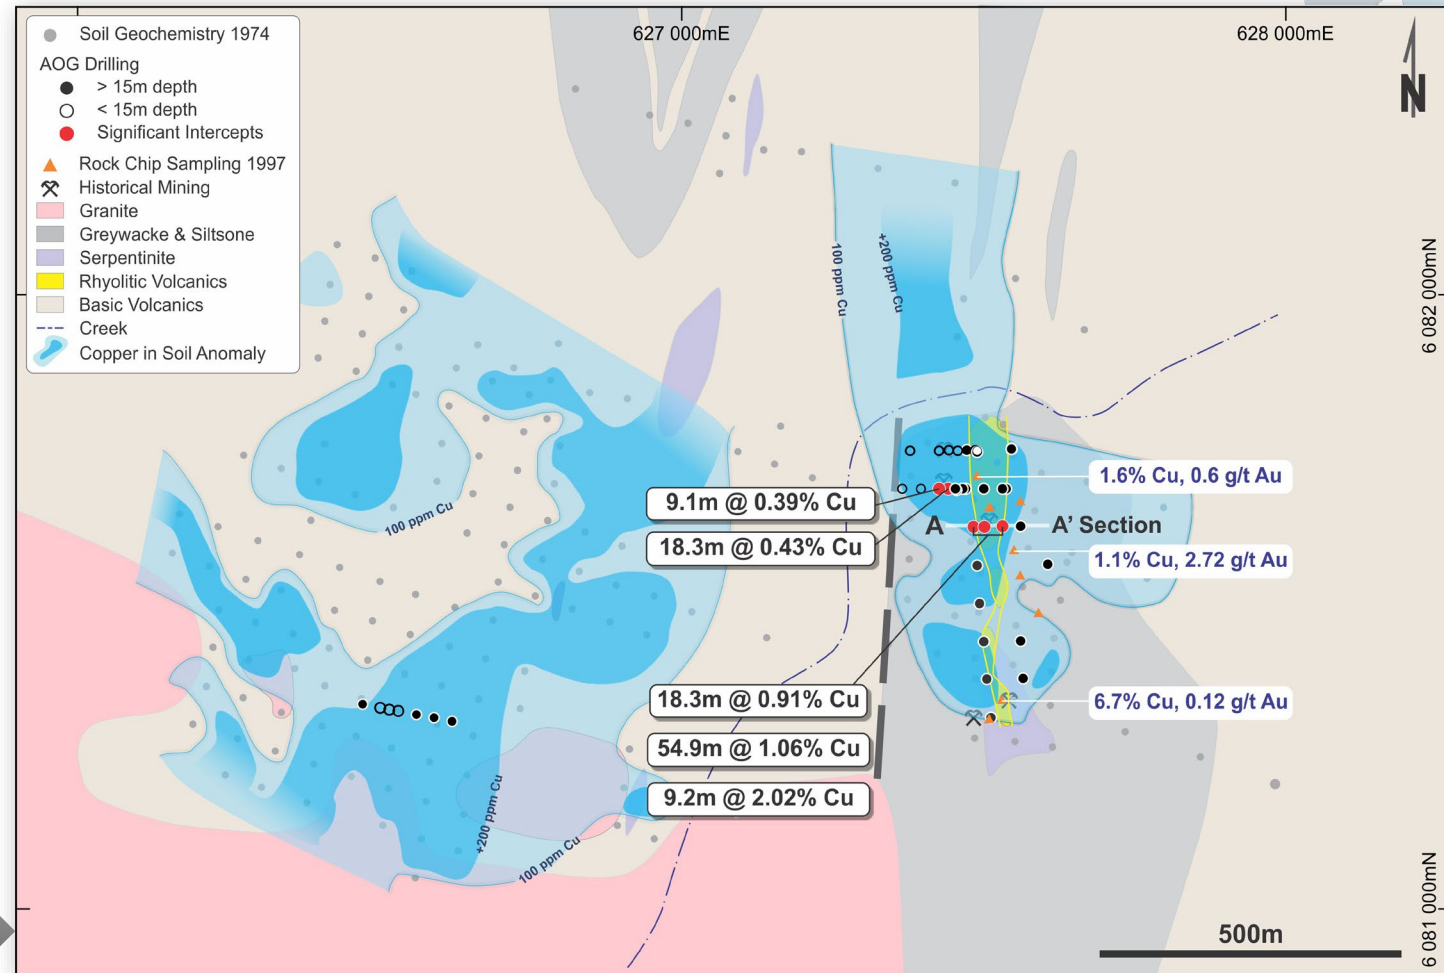 627 000mE
628 000mE
N
Soil Geochemistry 1974
AOG Drilling
> 15m depth
< 15m depth
Significant Intercepts
Rock Chip Sampling 1997
Historical Mining
Granite
Greywacke & Siltsone
Serpentinite
Rhyolitic Volcanics
Basic Volcanics
Creek
Copper in Soil Anomaly
100 ppm Cu
+200 ppm Cu
6 082 000mN
1.6% Cu, 0.6 g/t Au
9.1m @ 0.39% Cu
100 ppm Cu
A
A' Section
18.3m @ 0.43% Cu
1.1% Cu, 2.72 g/t Au
18.3m @ 0.91% Cu
6.7% Cu, 0.12 g/t Au
54.9m @ 1.06% Cu
9.2m @ 2.02% Cu
+200 ppm Cu
100 ppm Cu
6 081 000mN
500m